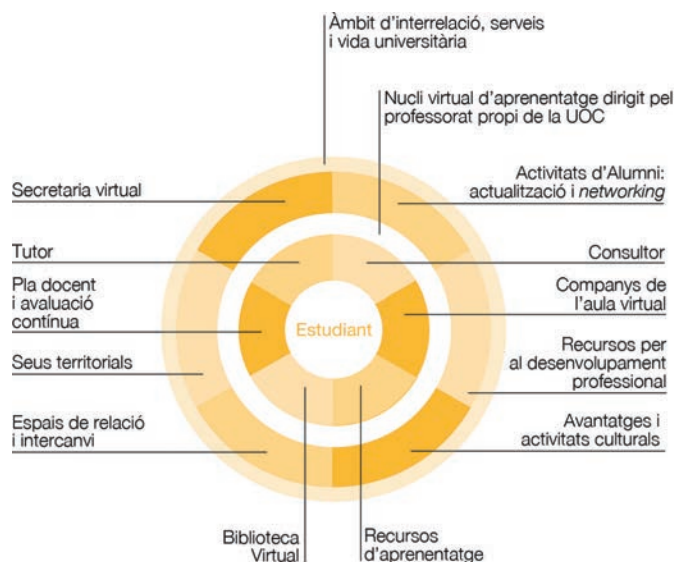 Àmbit d'interrelació, serveis
i vida universitària
Nucli virtual d'aprenentatge dirigit pel
professorat propi de la UOC
Secretaria virtual
Activitats d'Alumni:
actualització i networking
Tutor
Consultor
Pla docent
i avaluació
contínua
Companys de
l'aula virtual
Estudiant
Seus territorials
Recursos per
al desenvolupament
professional
Espais de relació
i intercanvi
Avantatges i
activitats culturals
Biblioteca
Virtual
Recursos
d'aprenentatge